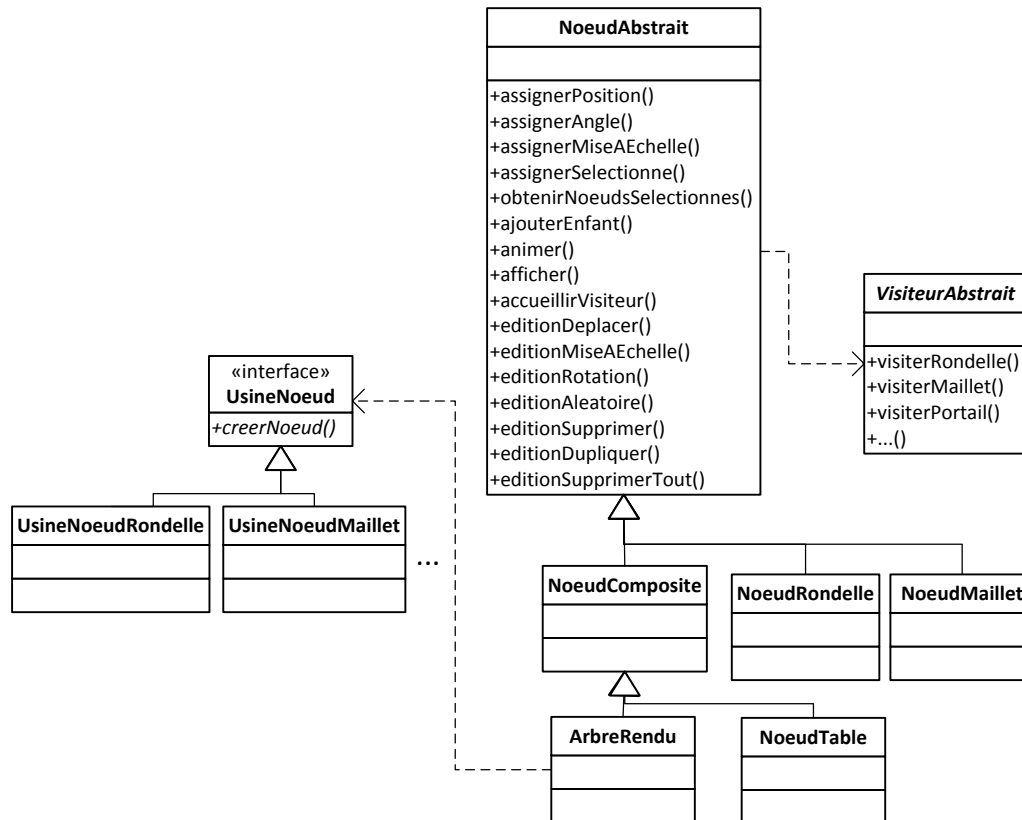 NoeudAbstrait
+assignerPosition()
+assignerAngle()
+assignerMiseAEchelle()
+assignerSelectionne()
+obtenirNoeudsSelectionnes()
+ajouterEnfant()
+animer()
+afficher()
+accueillirVisiteur()
+editionDeplacer()
+editionMiseAEchelle()
+editionRotation()
+editionAleatoire()
+editionSupprimer()
+editionDupliquer()
+editionSupprimerTout()
VisiteurAbstrait
+visiterRondelle()
+visiterMaillet()
+visiterPortail()
+...()
«interface»
UsineNoeud
+creerNoeud()
UsineNoeudRondelle
UsineNoeudMaillet
...
NoeudComposite
NoeudRondelle
NoeudMaillet
ArbreRendu
NoeudTable